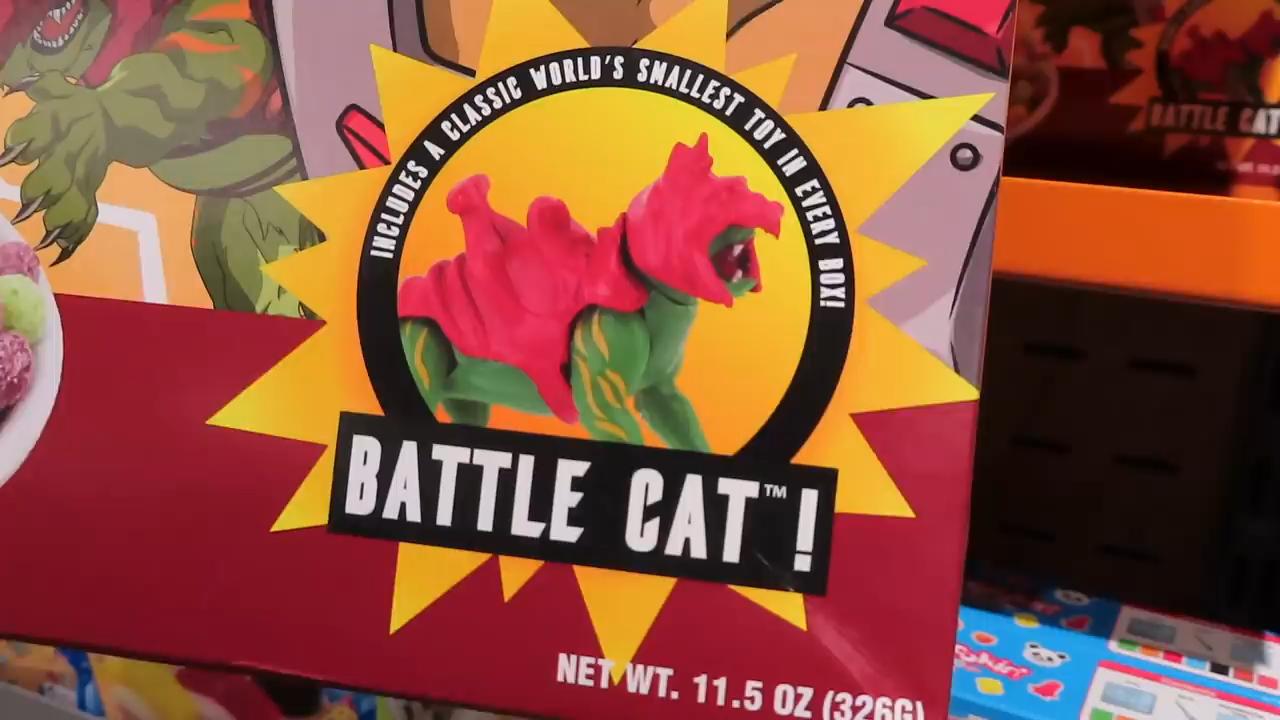 INCLUDES A CLASSIC WORLD'S SMALLEST TOY IN EVERY BOX!
BATTLE CAT™!
NET WT. 11.5 OZ (326G)
BATTLE CAT